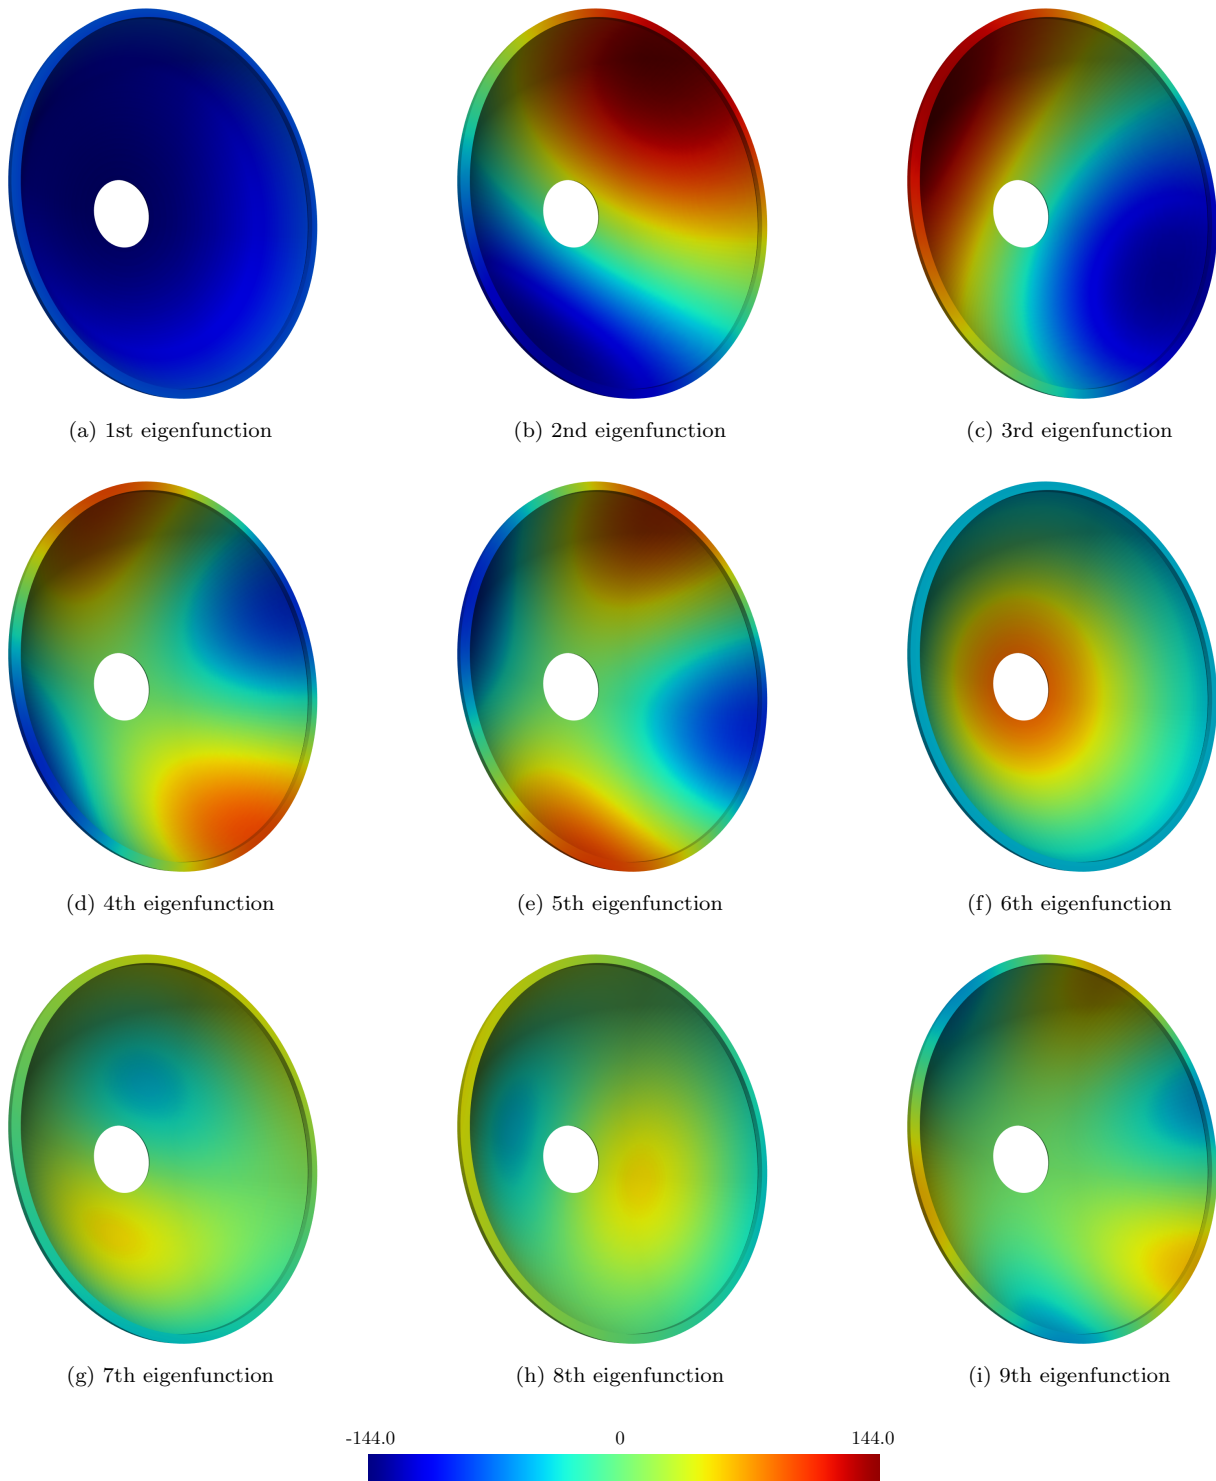 (a) 1st eigenfunction
(b) 2nd eigenfunction
(c) 3rd eigenfunction
(d) 4th eigenfunction
(e) 5th eigenfunction
(f) 6th eigenfunction
(g) 7th eigenfunction
(h) 8th eigenfunction
(i) 9th eigenfunction
-144.0 0 144.0